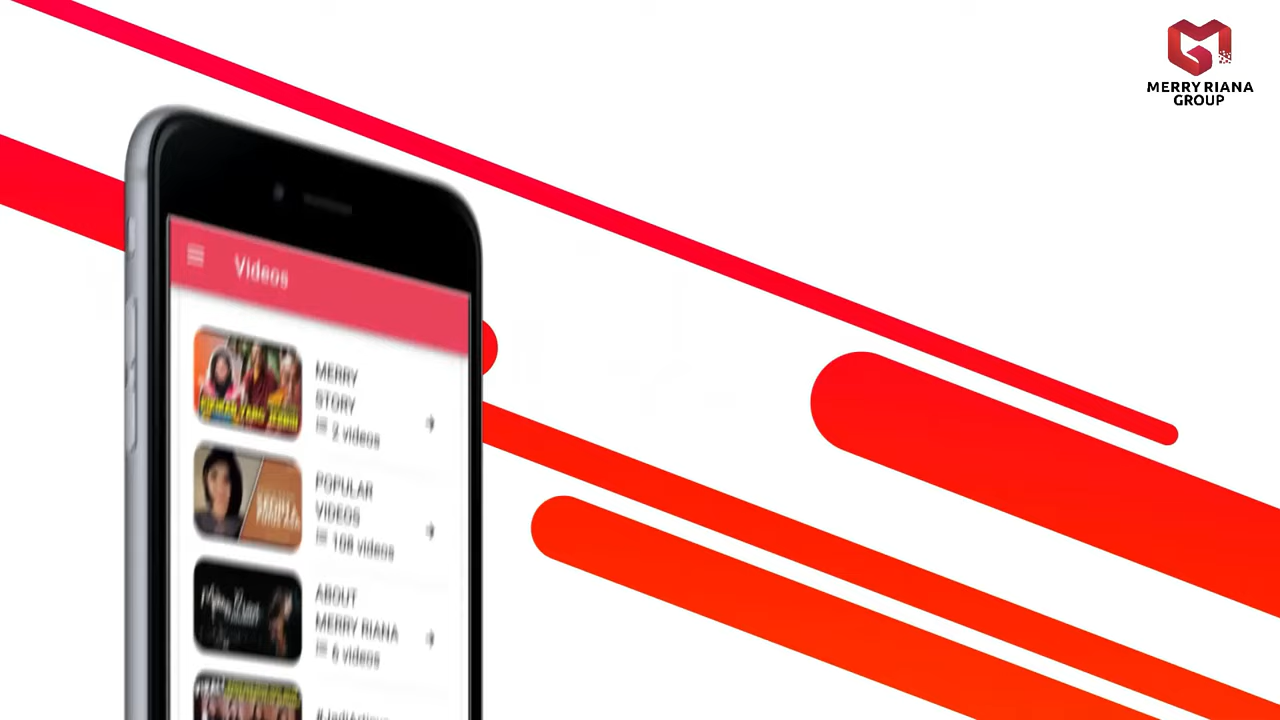 MERRY RIANA
GROUP
Videos
MERRY
STORY
2 videos
POPULAR
VIDEOS
108 videos
ABOUT
MERRY RIANA
6 videos